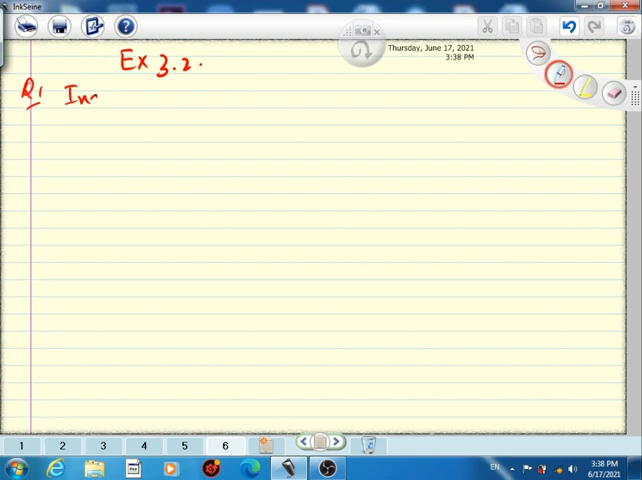 InkSeine
Thursday, June 17, 2021
3:38 PM
Ex 3.2.
Q1
1 2 3 4 5 6
EN 3:38 PM
6/17/2021